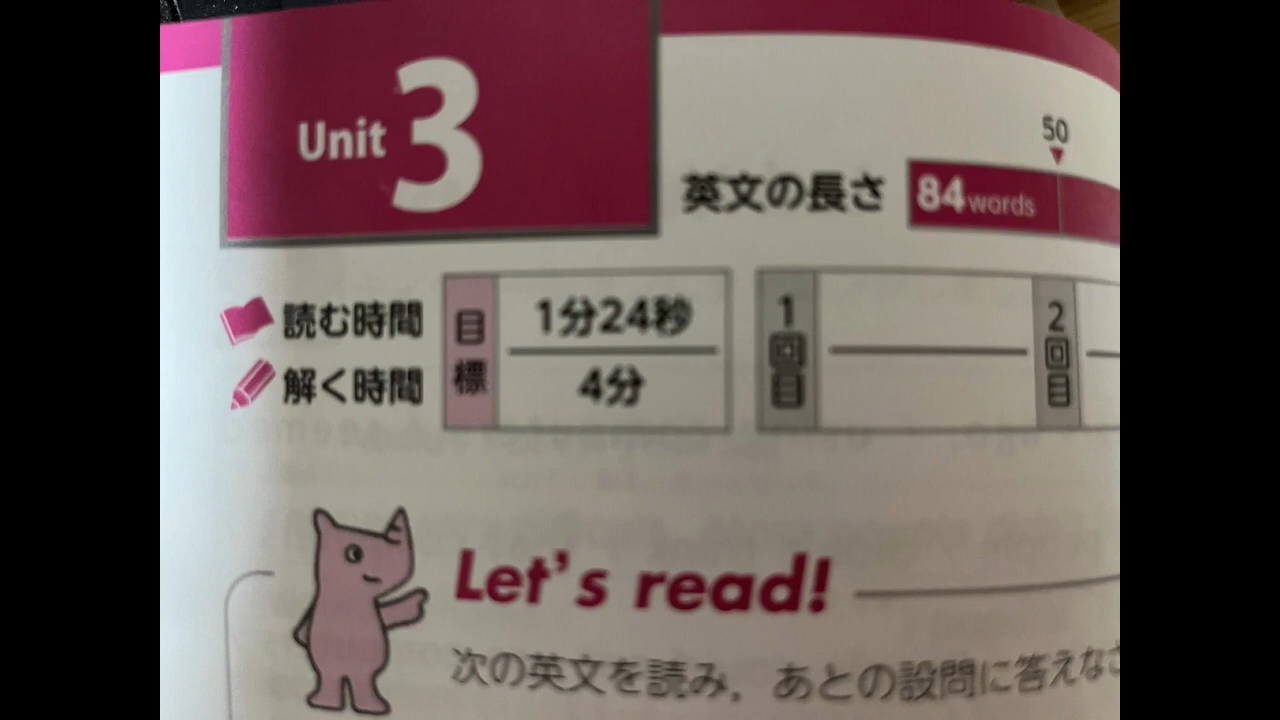 Unit 3
50
英文の長さ 84 words
読む時間 目標 1分24秒 1回目 2回目
解く時間 4分
Let's read!
次の英文を読み，あとの設問に答えな